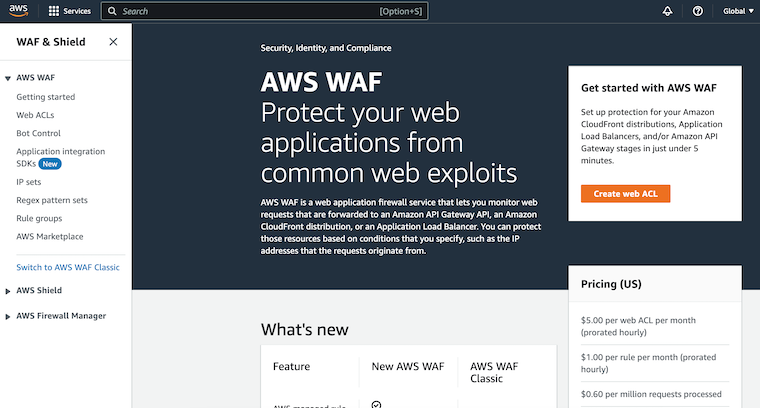 aws
Services
Search
[Option+S]
Global
WAF & Shield
AWS WAF
Getting started
Web ACLs
Bot Control
Application integration
SDKs New
IP sets
Regex pattern sets
Rule groups
AWS Marketplace
Switch to AWS WAF Classic
AWS Shield
AWS Firewall Manager
Security, Identity, and Compliance
AWS WAF
Protect your web
applications from
common web exploits
AWS WAF is a web application firewall service that lets you monitor web
requests that are forwarded to an Amazon API Gateway API, an Amazon
CloudFront distribution, or an Application Load Balancer. You can protect
those resources based on conditions that you specify, such as the IP
addresses that the requests originate from.
Get started with AWS WAF
Set up protection for your Amazon
CloudFront distributions, Application
Load Balancers, and/or Amazon API
Gateway stages in just under 5
minutes.
Create web ACL
Pricing (US)
$5.00 per web ACL per month
(prorated hourly)
$1.00 per rule per month (prorated
hourly)
$0.60 per million requests processed
What's new
Feature
New AWS WAF
AWS WAF
Classic
AWS managed rule